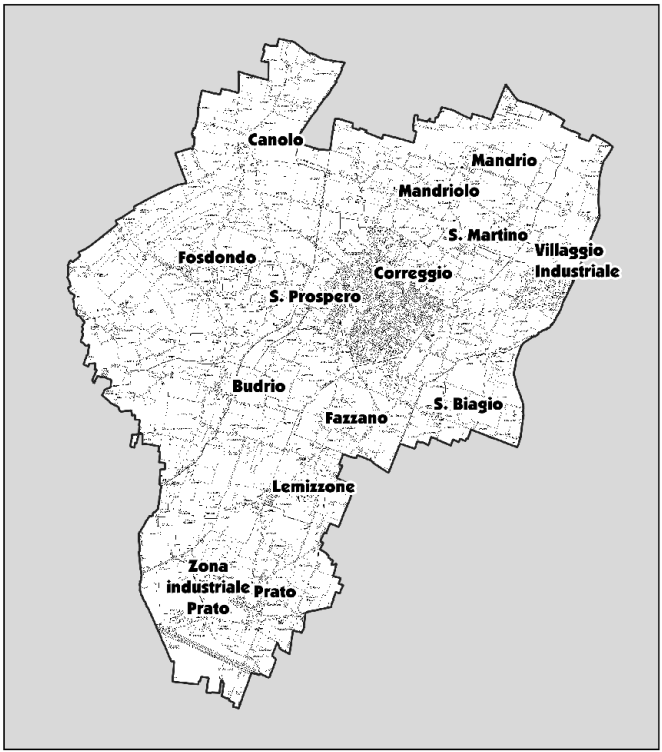 Canolo
Mandrio
Mandriolo
S. Martino
Villaggio
Industriale
Fosdondo
Correggio
S. Prospero
Budrio
S. Biagio
Fazzano
Lemizzone
Zona
industriale
Prato
Prato